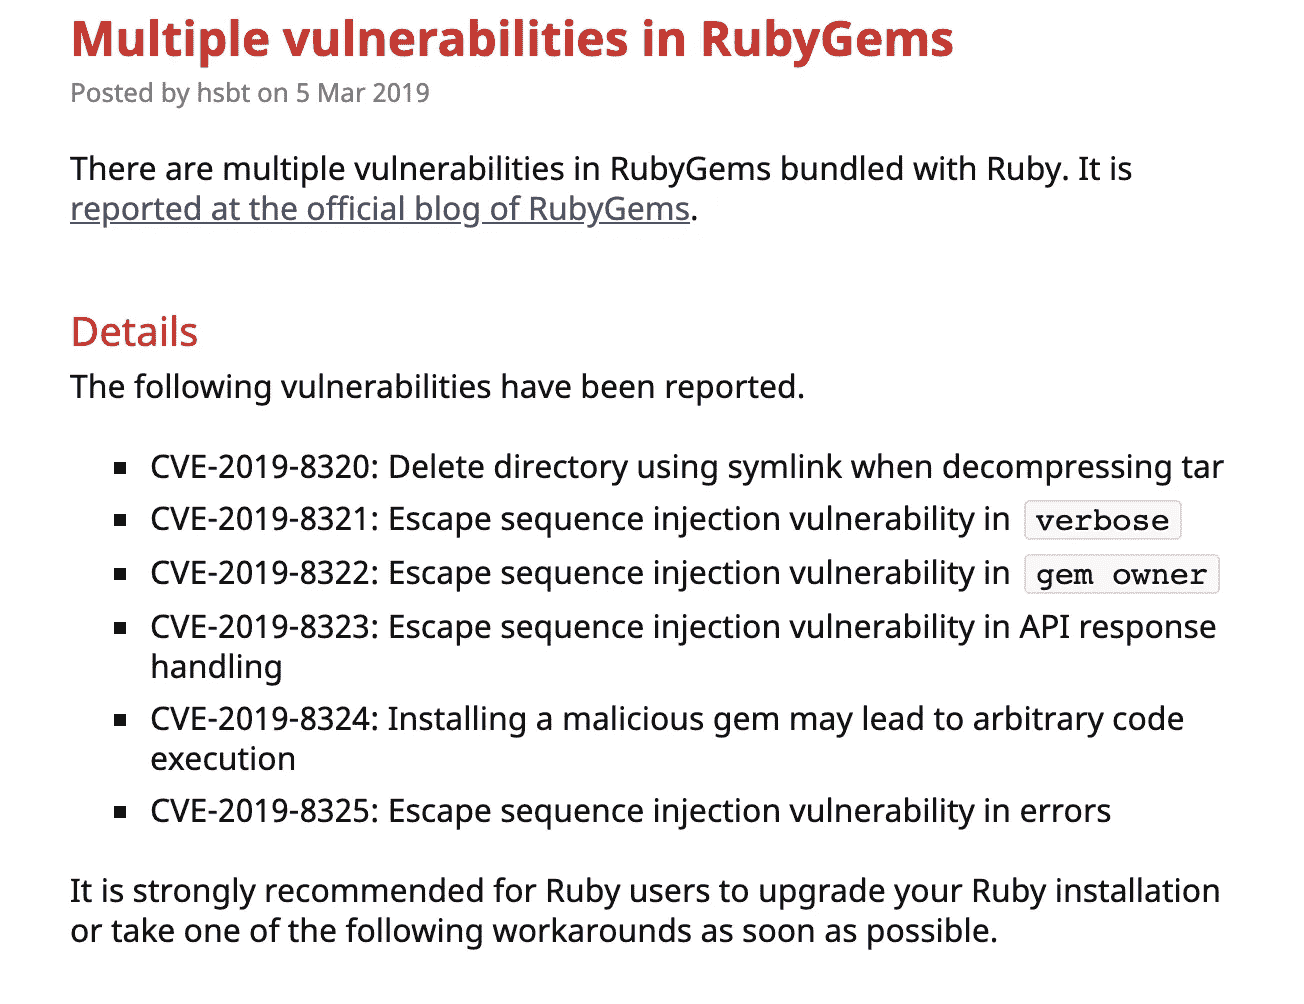 Multiple vulnerabilities in RubyGems
Posted by hsbt on 5 Mar 2019
There are multiple vulnerabilities in RubyGems bundled with Ruby. It is
reported at the official blog of RubyGems.
Details
The following vulnerabilities have been reported.
▪ CVE-2019-8320: Delete directory using symlink when decompressing tar
▪ CVE-2019-8321: Escape sequence injection vulnerability in verbose
▪ CVE-2019-8322: Escape sequence injection vulnerability in gem owner
▪ CVE-2019-8323: Escape sequence injection vulnerability in API response
handling
▪ CVE-2019-8324: Installing a malicious gem may lead to arbitrary code
execution
▪ CVE-2019-8325: Escape sequence injection vulnerability in errors
It is strongly recommended for Ruby users to upgrade your Ruby installation
or take one of the following workarounds as soon as possible.